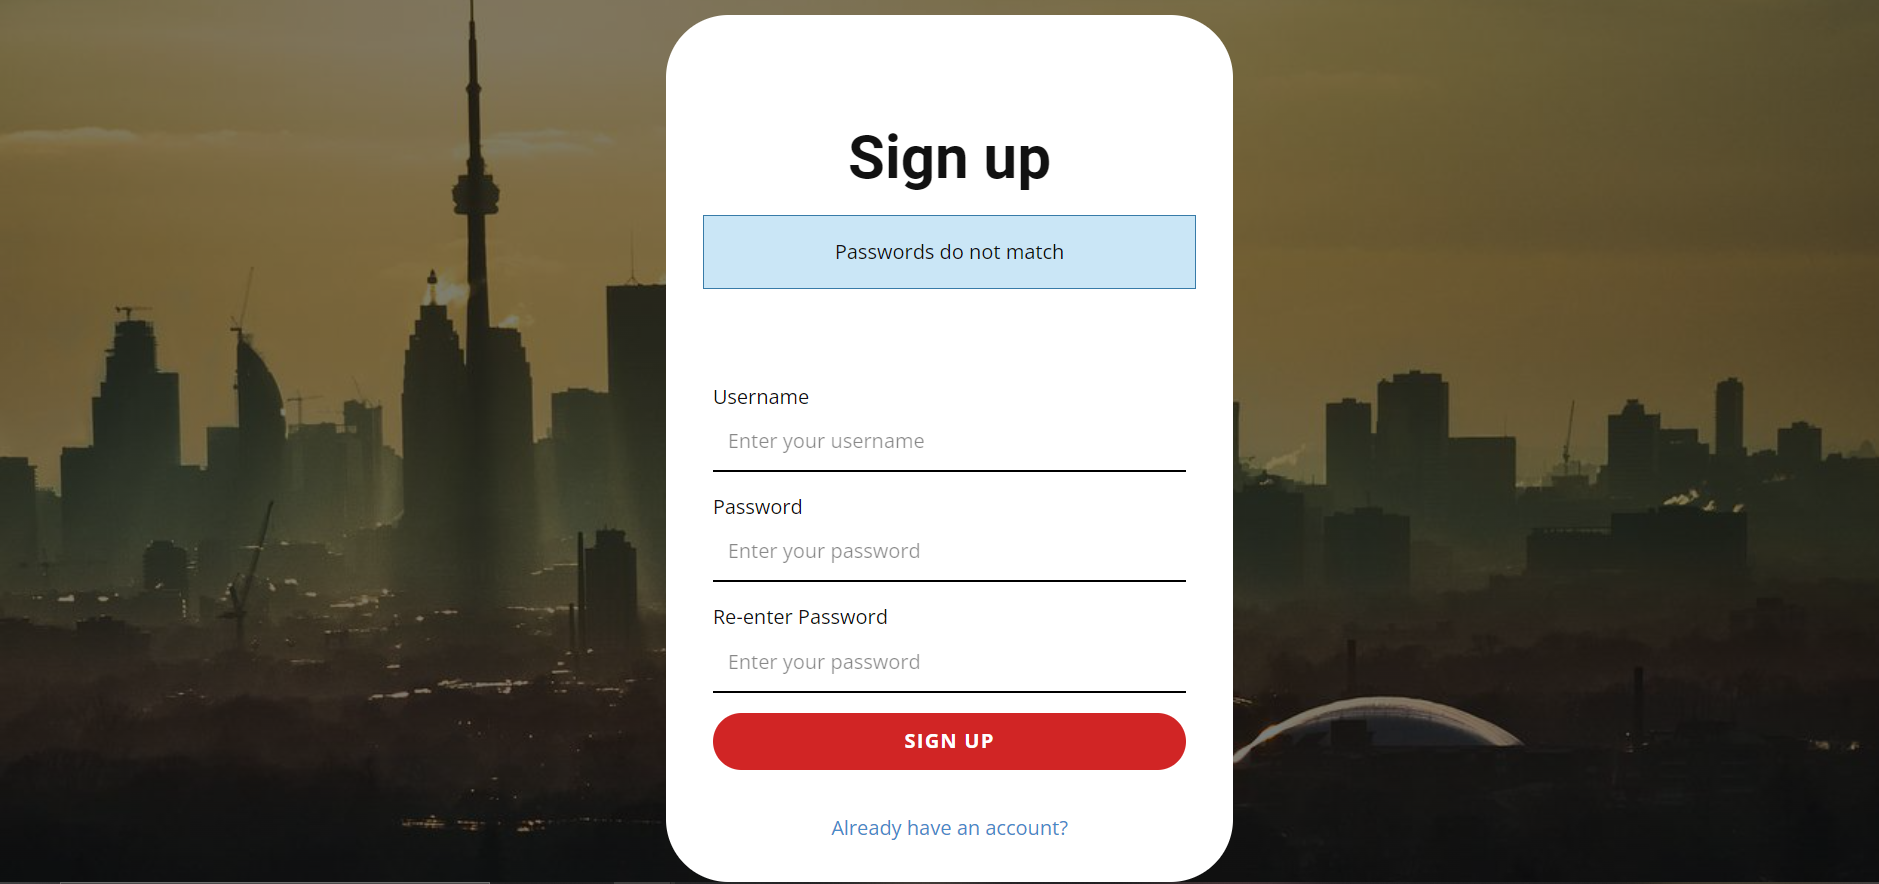 Sign up
Passwords do not match
Username
Enter your username
Password
Enter your password
Re-enter Password
Enter your password
SIGN UP
Already have an account?